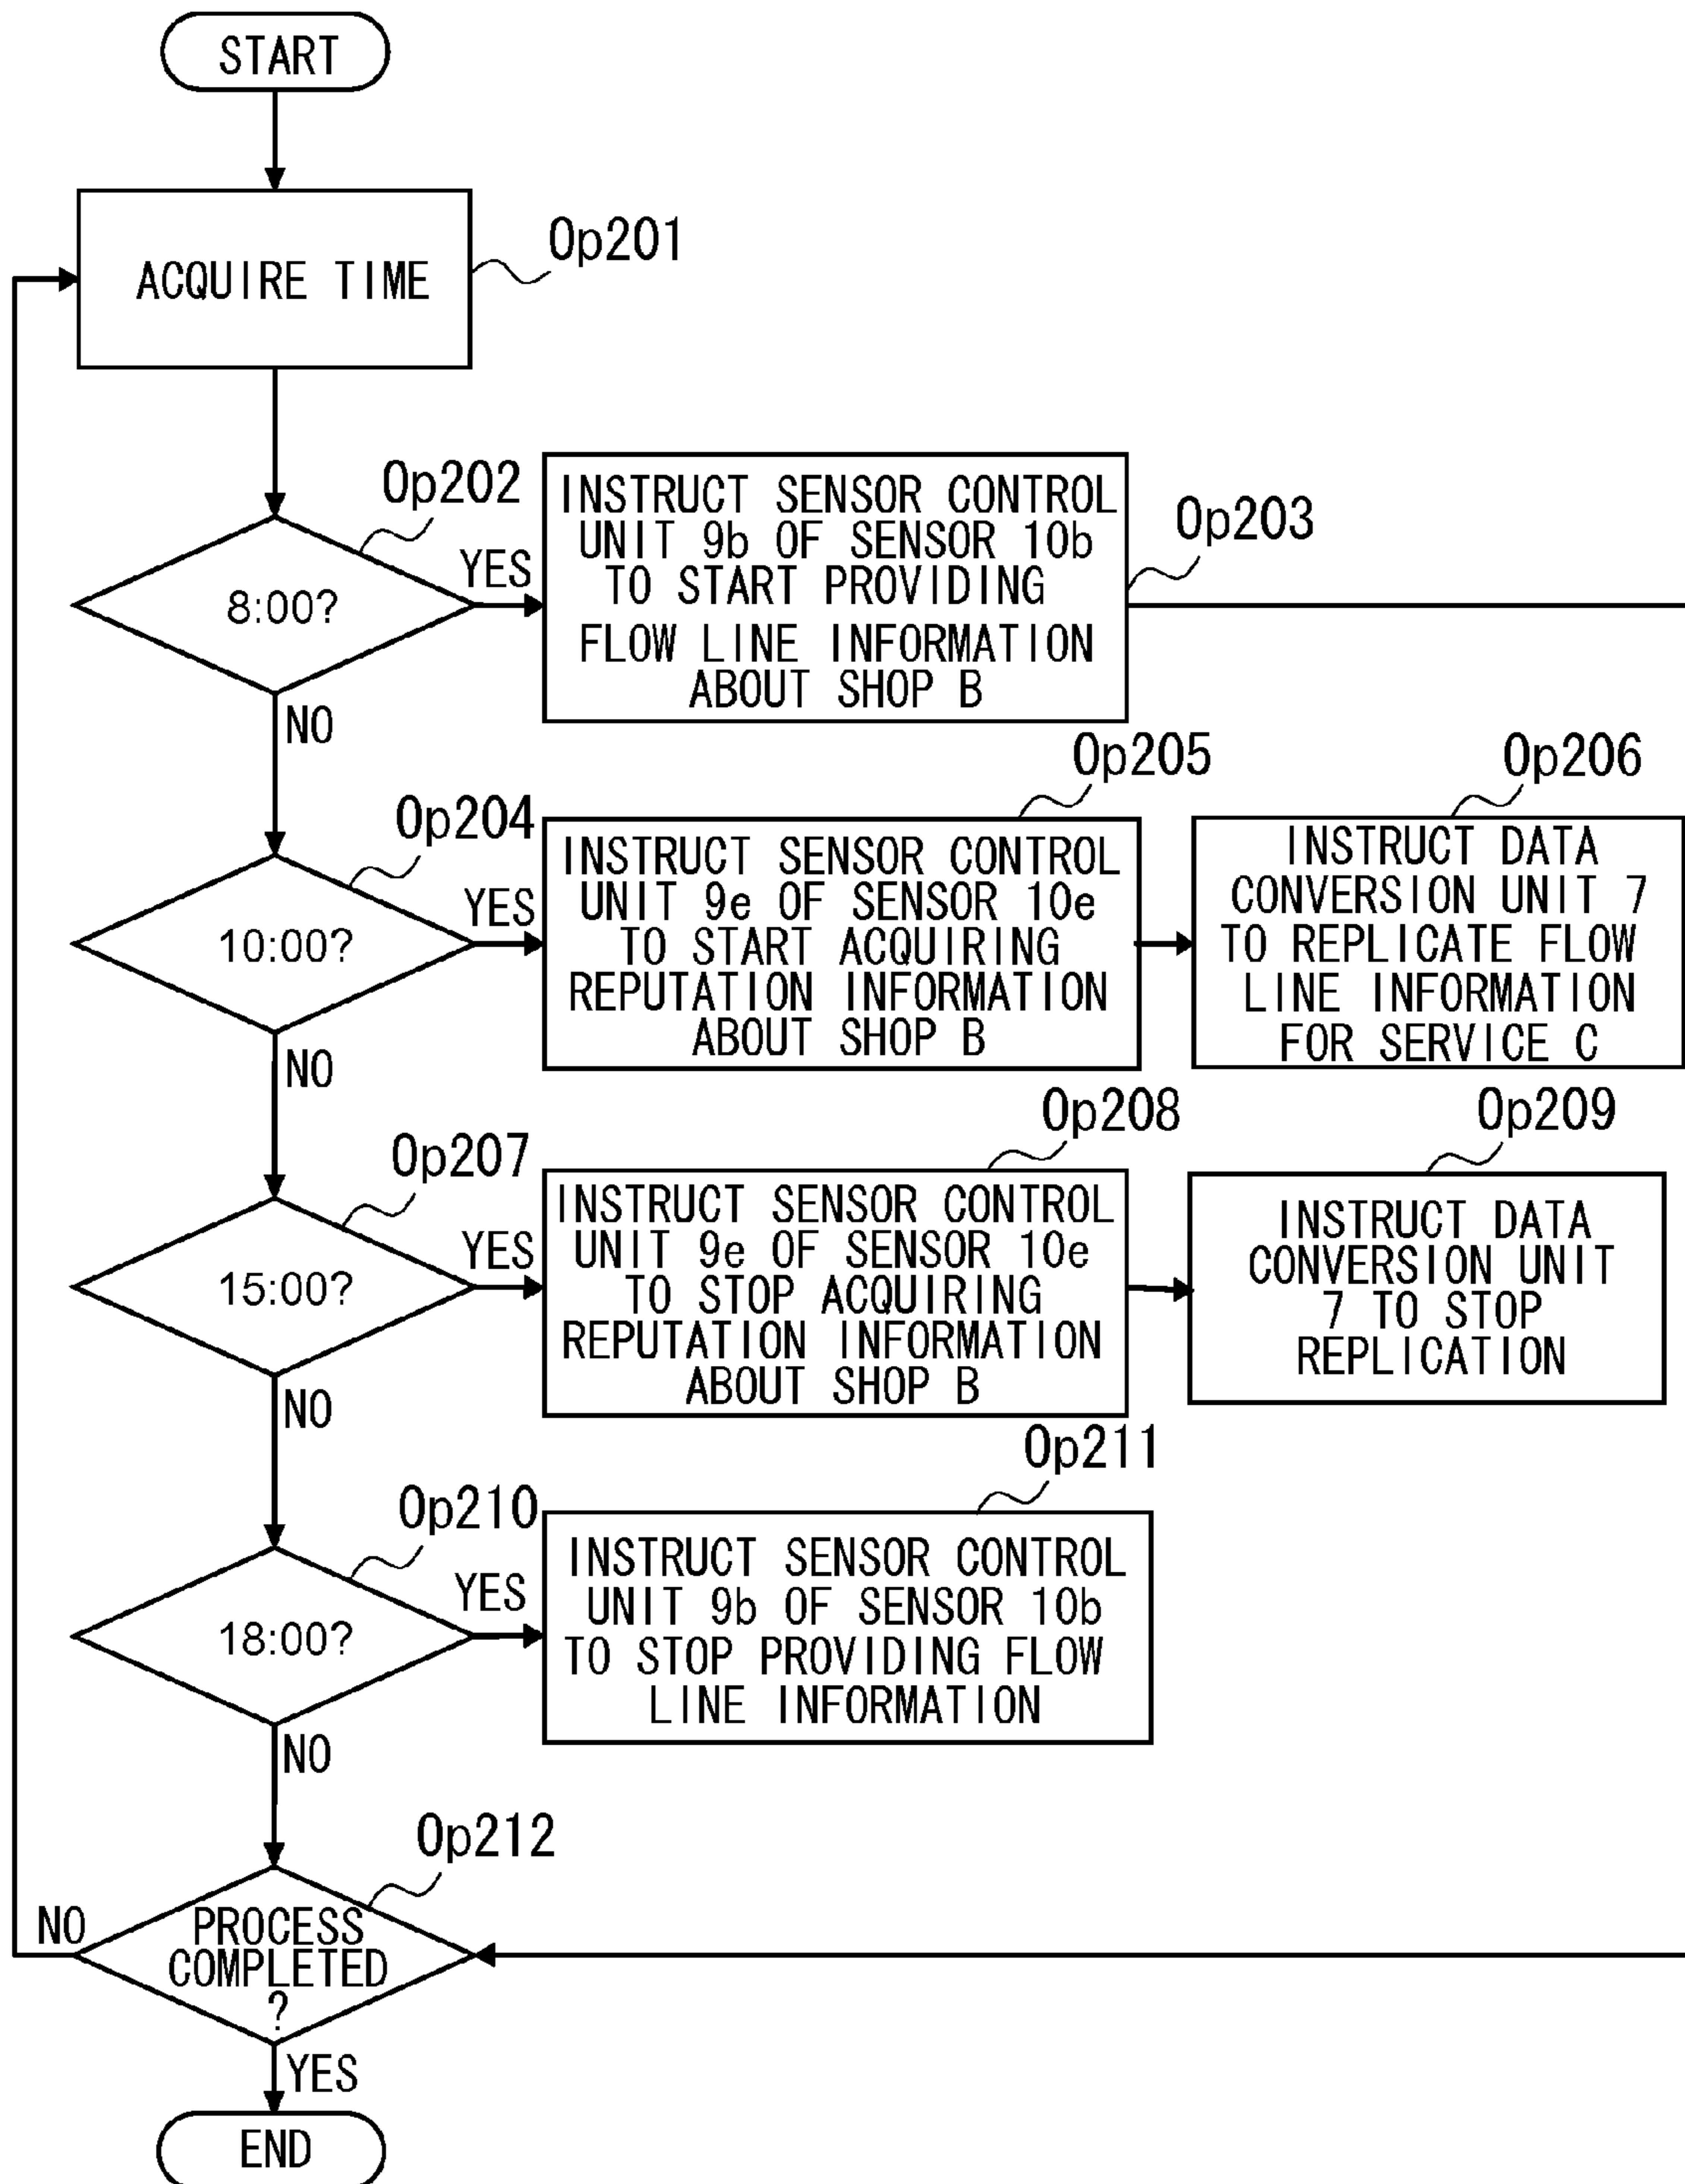 START
ACQUIRE TIME
Op201
8:00?
Op202
YES
NO
INSTRUCT SENSOR CONTROL
UNIT 9b OF SENSOR 10b
TO START PROVIDING
FLOW LINE INFORMATION
ABOUT SHOP B
Op203
10:00?
Op204
YES
NO
INSTRUCT SENSOR CONTROL
UNIT 9e OF SENSOR 10e
TO START ACQUIRING
REPUTATION INFORMATION
ABOUT SHOP B
Op205
INSTRUCT DATA
CONVERSION UNIT 7
TO REPLICATE FLOW
LINE INFORMATION
FOR SERVICE C
Op206
15:00?
Op207
YES
NO
INSTRUCT SENSOR CONTROL
UNIT 9e OF SENSOR 10e
TO STOP ACQUIRING
REPUTATION INFORMATION
ABOUT SHOP B
Op208
INSTRUCT DATA
CONVERSION UNIT
7 TO STOP
REPLICATION
Op209
18:00?
Op210
YES
NO
INSTRUCT SENSOR CONTROL
UNIT 9b OF SENSOR 10b
TO STOP PROVIDING FLOW
LINE INFORMATION
Op211
PROCESS
COMPLETED
?
Op212
NO
YES
END